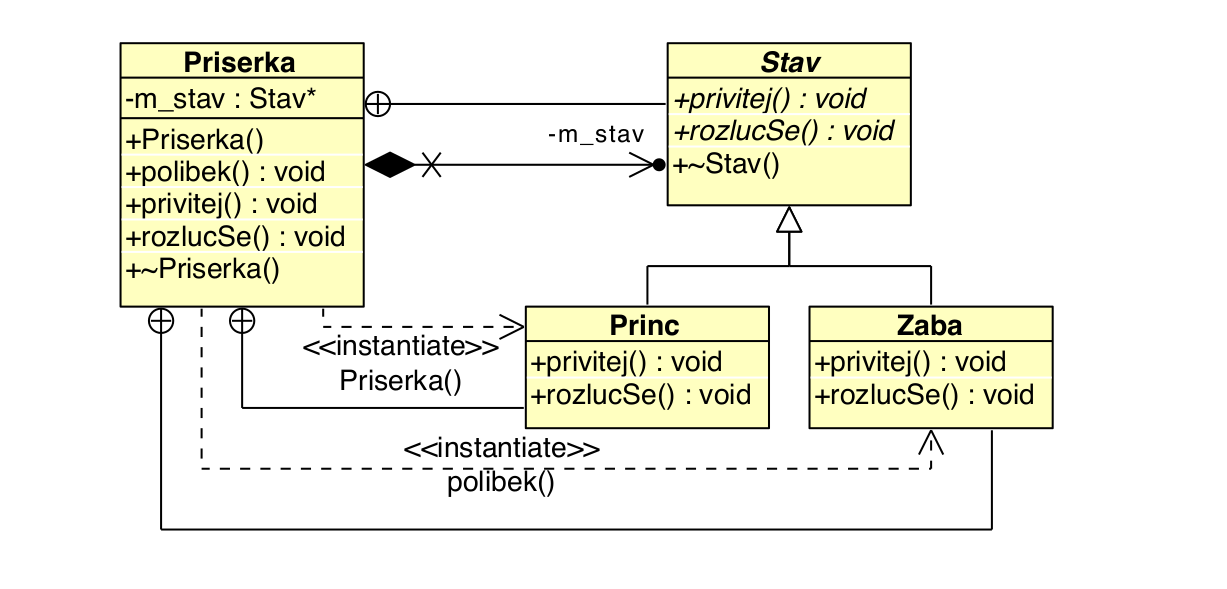 Priserka
-m_stav : Stav*
+Priserka()
+polibek() : void
+privitej() : void
+rozlucSe() : void
+~Priserka()
-m_stav
Stav
+privitej() : void
+rozlucSe() : void
+~Stav()
<<instantiate>>
Priserka()
Princ
+privitej() : void
+rozlucSe() : void
Zaba
+privitej() : void
+rozlucSe() : void
<<instantiate>>
polibek()